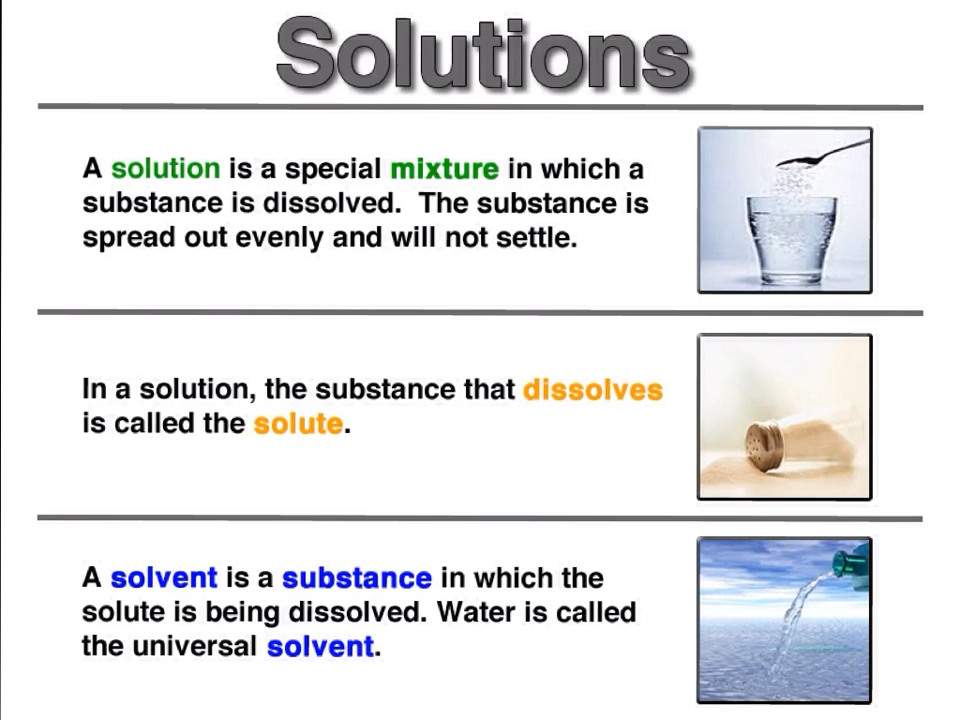 Solutions
A solution is a special mixture in which a
substance is dissolved.  The substance is
spread out evenly and will not settle.
In a solution, the substance that dissolves
is called the solute.
A solvent is a substance in which the
solute is being dissolved. Water is called
the universal solvent.